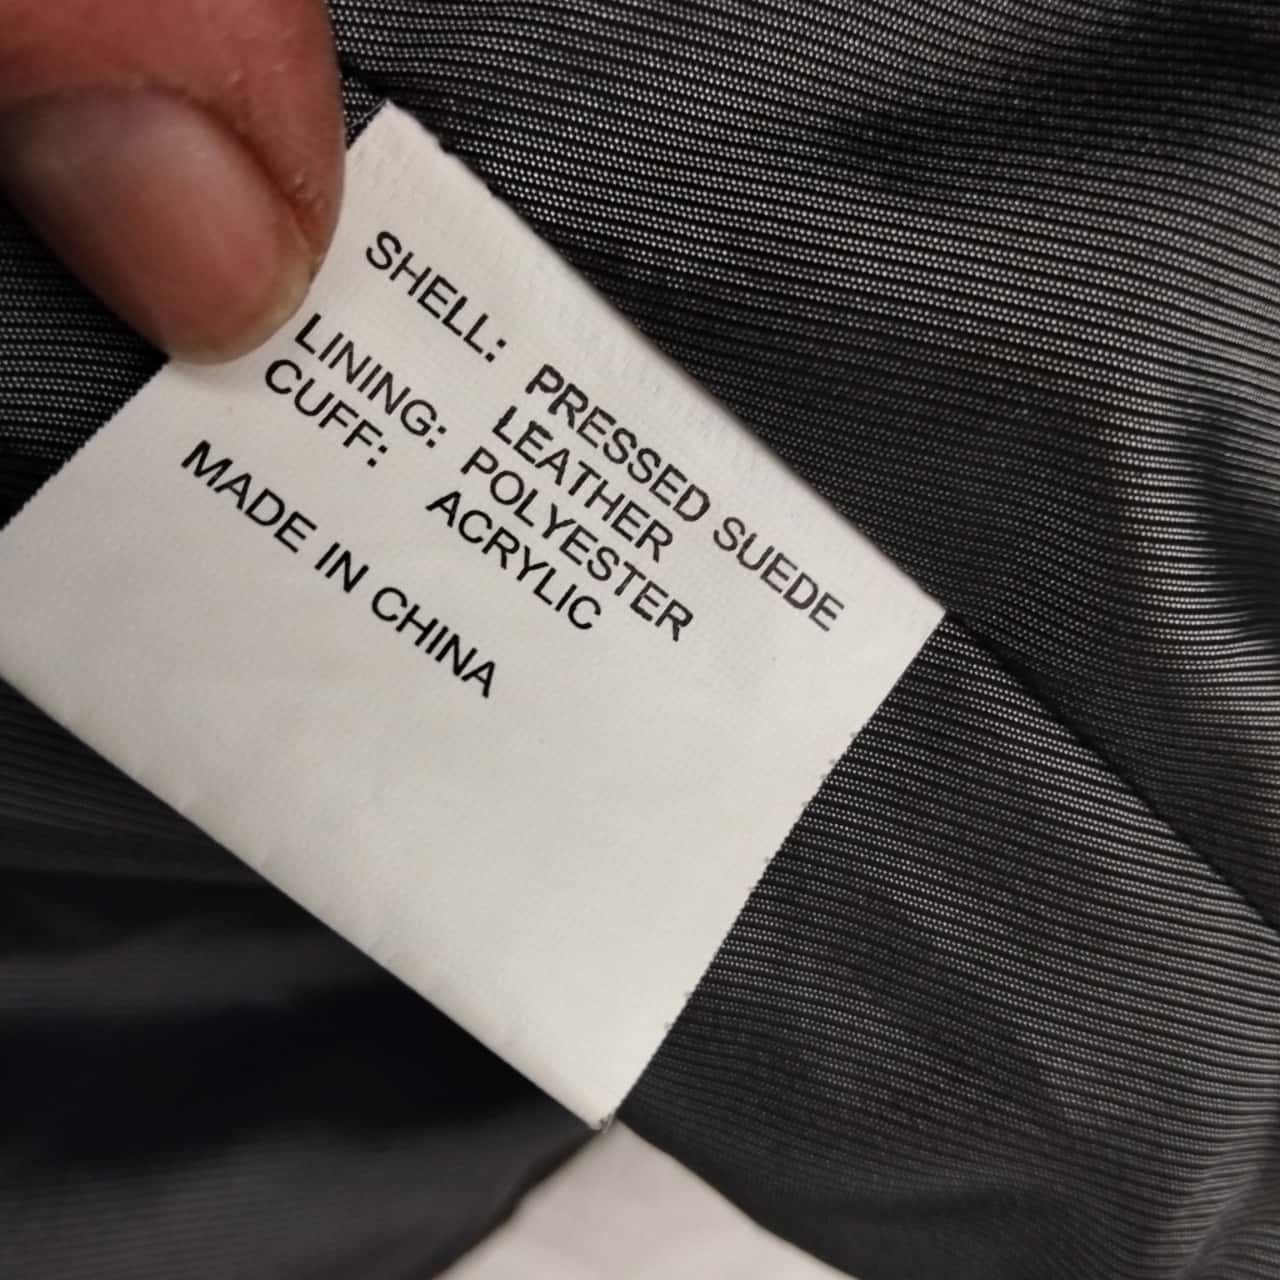 SHELL: PRESSED SUEDE
LEATHER
LINING: POLYESTER
CUFF: ACRYLIC
MADE IN CHINA